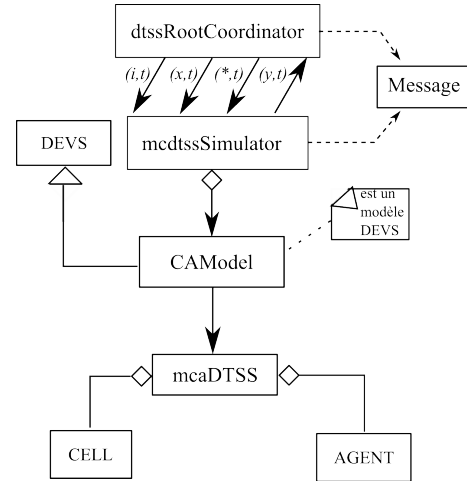 dtssRootCoordinator
(i,t) (x,t) (*,t) (y,t)
Message
mcdtssSimulator
DEVS
est un
modèle
DEVS
CAModel
mcaDTSS
CELL
AGENT